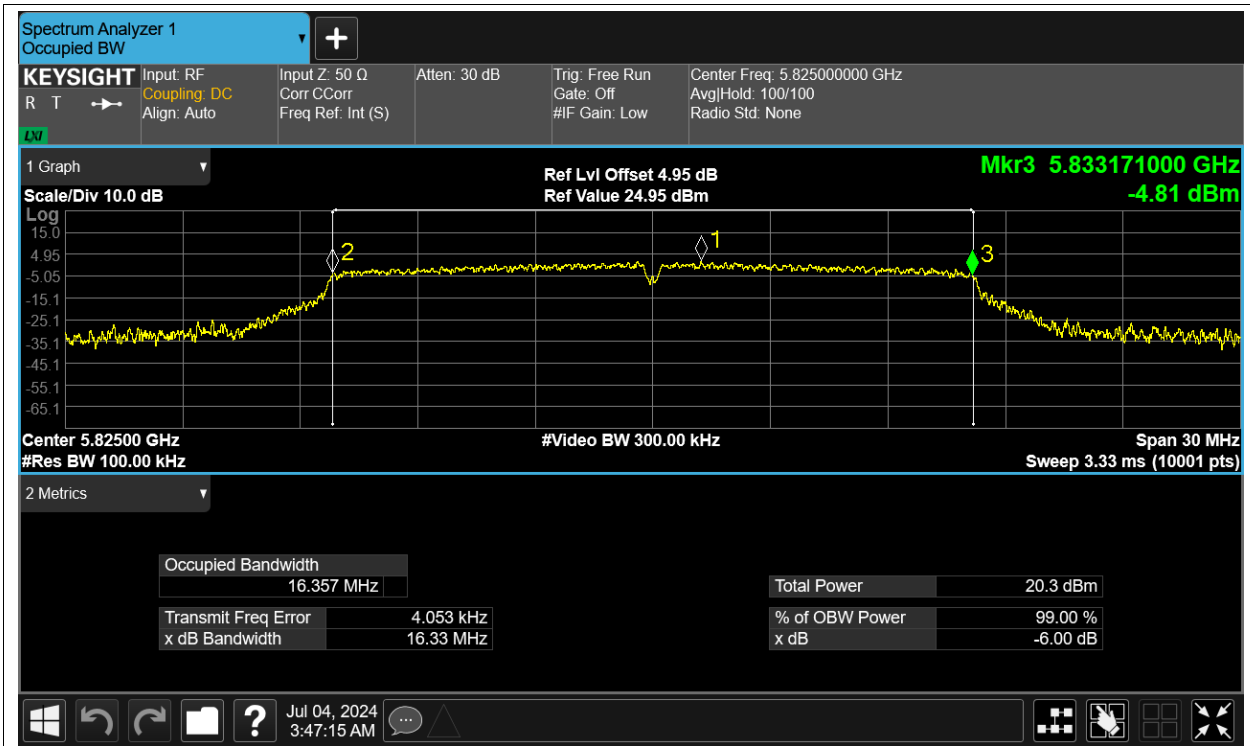 Spectrum Analyzer 1
Occupied BW
KEYSIGHT
R T
LXI
Input: RF
Coupling: DC
Align: Auto
Input Z: 50 Ω
Corr CCorr
Freq Ref: Int (S)
Atten: 30 dB
Trig: Free Run
Gate: Off
#IF Gain: Low
Center Freq: 5.825000000 GHz
Avg|Hold: 100/100
Radio Std: None
1 Graph
Scale/Div 10.0 dB
Ref Lvl Offset 4.95 dB
Ref Value 24.95 dBm
Mkr3 5.833171000 GHz
-4.81 dBm
Log
15.0
4.95
-5.05
-15.1
-25.1
-35.1
-45.1
-55.1
-65.1
2
1
3
Center 5.82500 GHz
#Video BW 300.00 kHz
Span 30 MHz
#Res BW 100.00 kHz
Sweep 3.33 ms (10001 pts)
2 Metrics
Occupied Bandwidth
16.357 MHz
Transmit Freq Error 4.053 kHz
x dB Bandwidth 16.33 MHz
Total Power 20.3 dBm
% of OBW Power 99.00 %
x dB -6.00 dB
?
Jul 04, 2024
3:47:15 AM